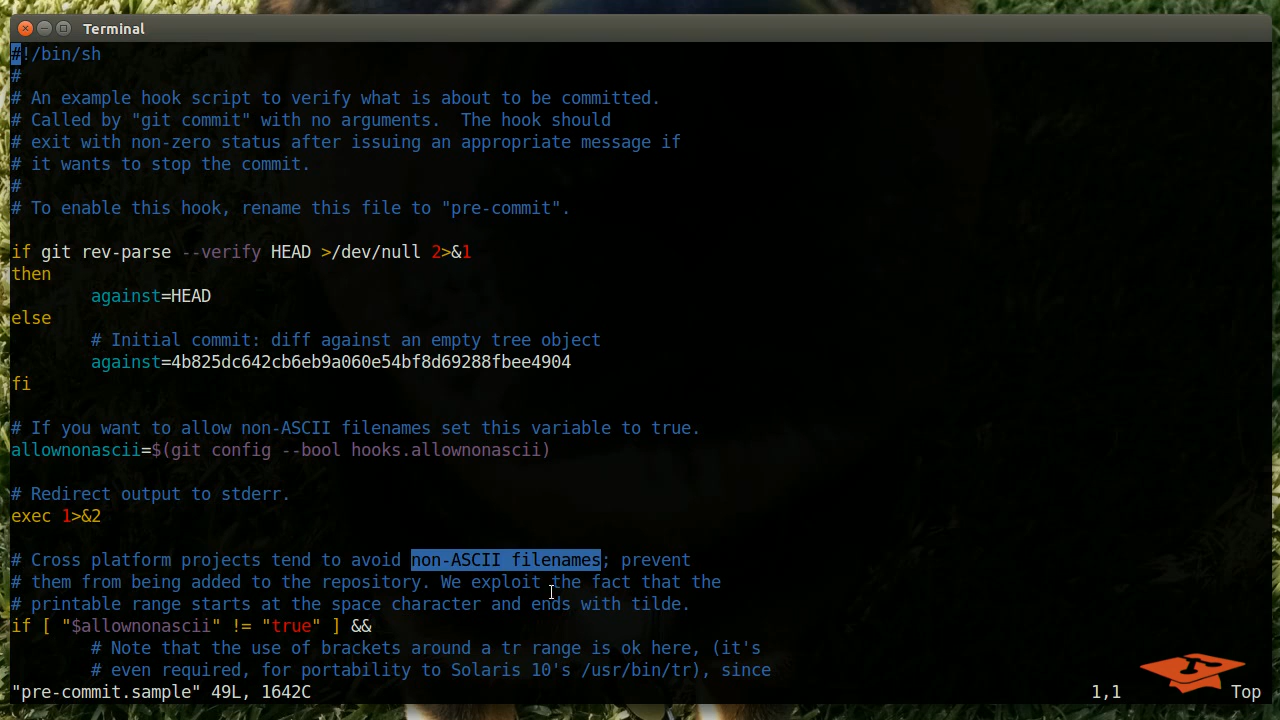 Terminal
#!/bin/sh
#
# An example hook script to verify what is about to be committed.
# Called by "git commit" with no arguments.  The hook should
# exit with non-zero status after issuing an appropriate message if
# it wants to stop the commit.
#
# To enable this hook, rename this file to "pre-commit".
if git rev-parse --verify HEAD >/dev/null 2>&1
then
        against=HEAD
else
        # Initial commit: diff against an empty tree object
        against=4b825dc642cb6eb9a060e54bf8d69288fbee4904
fi
# If you want to allow non-ASCII filenames set this variable to true.
allownonascii=$(git config --bool hooks.allownonascii)
# Redirect output to stderr.
exec 1>&2
# Cross platform projects tend to avoid non-ASCII filenames; prevent
# them from being added to the repository. We exploit the fact that the
# printable range starts at the space character and ends with tilde.
if [ "$allownonascii" != "true" ] &&
        # Note that the use of brackets around a tr range is ok here, (it's
        # even required, for portability to Solaris 10's /usr/bin/tr), since
"pre-commit.sample" 49L, 1642C 1,1 Top